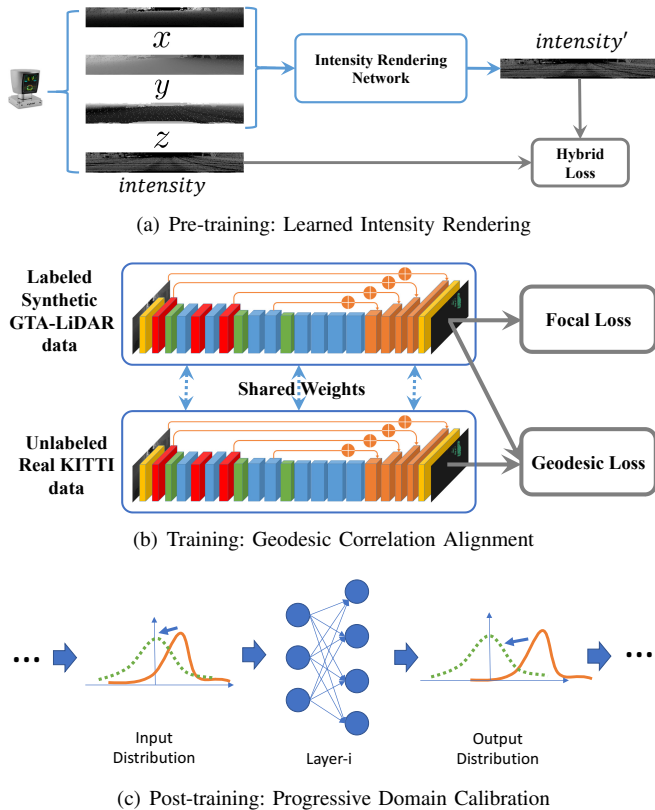 x
y
z
intensity
Intensity Rendering
Network
intensity′
Hybrid
Loss
(a) Pre-training: Learned Intensity Rendering
Labeled
Synthetic
GTA-LiDAR
data
Focal Loss
Shared Weights
Unlabeled
Real KITTI
data
Geodesic Loss
(b) Training: Geodesic Correlation Alignment
...
...
Input
Distribution
Layer-i
Output
Distribution
(c) Post-training: Progressive Domain Calibration